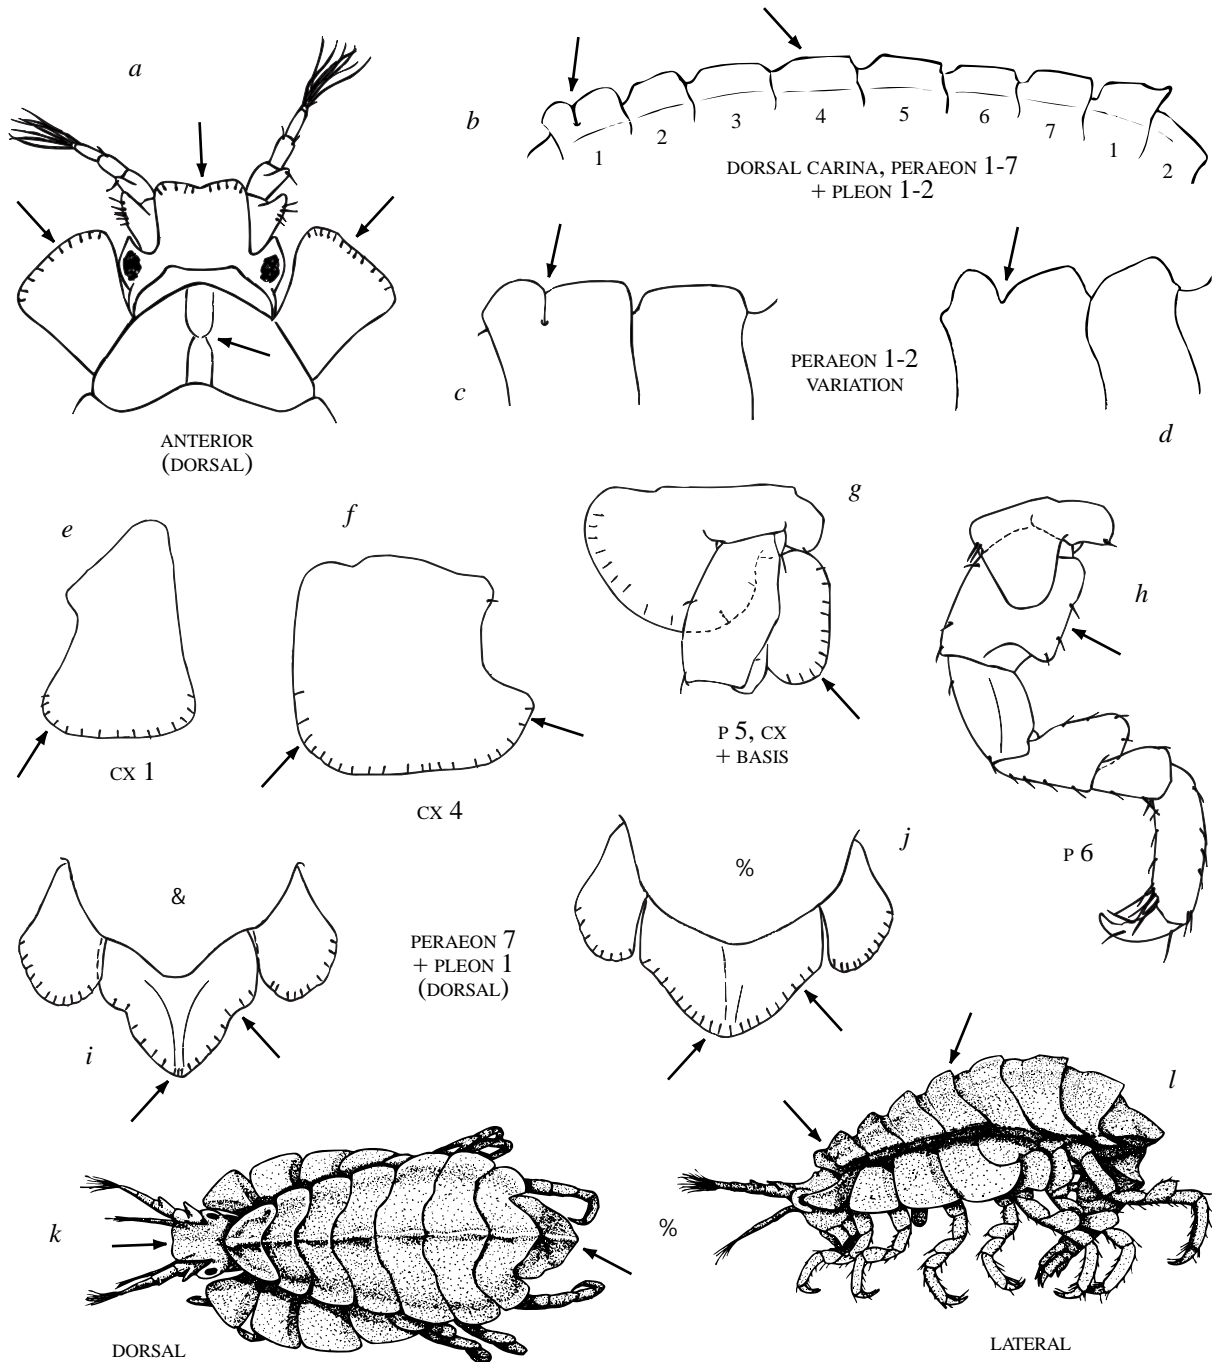 a
b
1 2 3 4 5 6 7 1 2
DORSAL CARINA, PERAEON 1-7
+ PLEON 1-2
ANTERIOR
(DORSAL)
c
PERAEON 1-2
VARIATION
d
e
CX 1
f
CX 4
g
P 5, CX
+ BASIS
h
P 6
&
i
PERAEON 7
+ PLEON 1
(DORSAL)
%
j
k
DORSAL
%
l
LATERAL